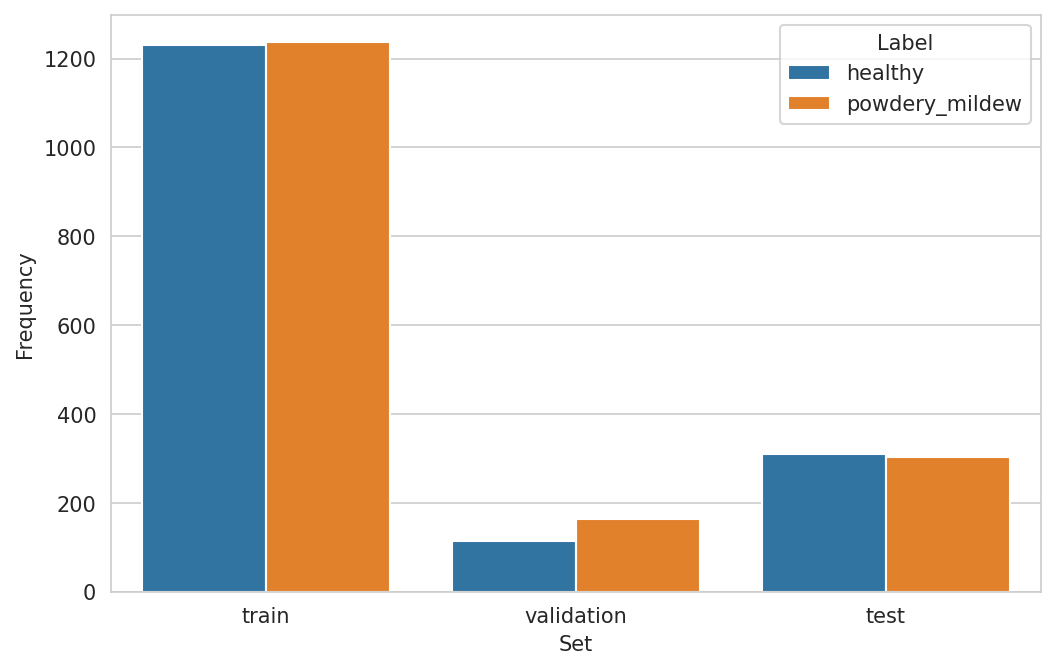 Label
healthy
powdery_mildew
1200
1000
800
600
400
200
0
Frequency
train
validation
test
Set